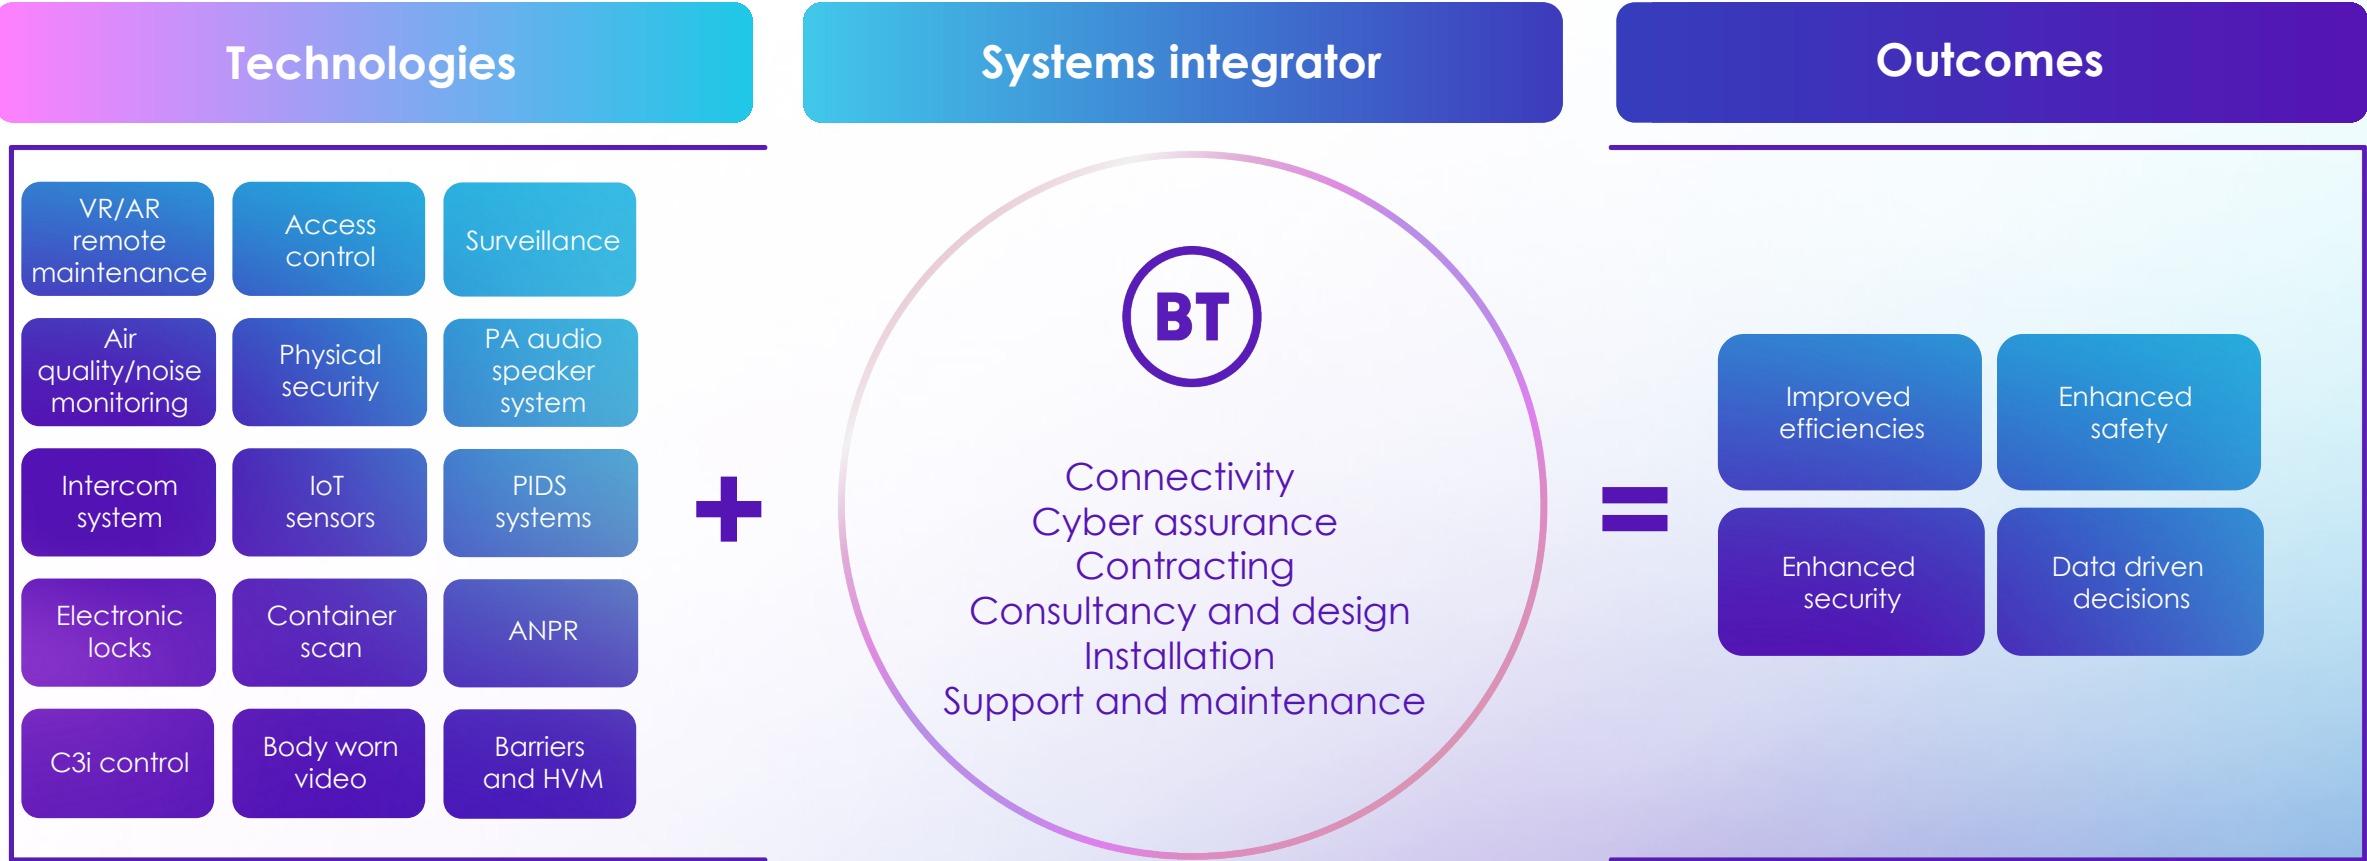 Technologies
Systems integrator
Outcomes
VR/AR
remote
maintenance
Access
control
Surveillance
Air
quality/noise
monitoring
Physical
security
PA audio
speaker
system
Intercom
system
IoT
sensors
PIDS
systems
Electronic
locks
Container
scan
ANPR
C3i control
Body worn
video
Barriers
and HVM
+
BT
Connectivity
Cyber assurance
Contracting
Consultancy and design
Installation
Support and maintenance
=
Improved
efficiencies
Enhanced
safety
Enhanced
security
Data driven
decisions